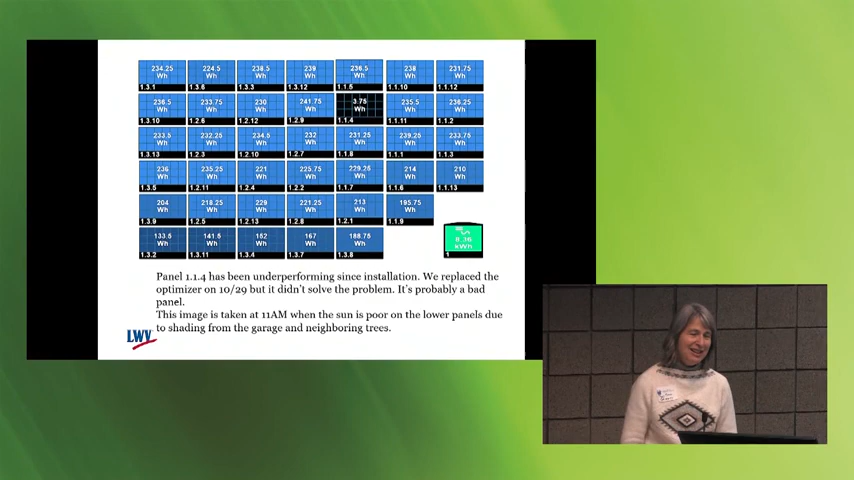 234.25 224.5 238.5 239 236.5 238 231.75
Wh Wh Wh Wh Wh Wh Wh
1.3.1 1.3.6 1.3.3 1.3.12 1.1.5 1.1.10 1.1.12
236.5 233.75 230 241.75 3.75 235.5 236.25
Wh Wh Wh Wh Wh Wh Wh
1.3.10 1.2.6 1.2.12 1.2.9 1.1.4 1.1.11 1.1.2
233.5 232.25 234.5 232 231.25 239.25 233.75
Wh Wh Wh Wh Wh Wh Wh
1.3.13 1.2.3 1.2.10 1.2.7 1.1.8 1.1.1 1.1.3
236 235.25 221 225.75 229.25 214 210
Wh Wh Wh Wh Wh Wh Wh
1.3.5 1.2.11 1.2.4 1.2.2 1.1.7 1.1.6 1.1.13
204 218.25 229 221.25 213 195.75
Wh Wh Wh Wh Wh Wh
1.3.9 1.2.5 1.2.13 1.2.8 1.2.1 1.1.9
133.5 141.5 152 167 188.75
Wh Wh Wh Wh Wh
1.3.2 1.3.11 1.3.4 1.3.7 1.3.8
8.36
kWh
1
Panel 1.1.4 has been underperforming since installation. We replaced the
optimizer on 10/29 but it didn't solve the problem. It's probably a bad
panel.
This image is taken at 11AM when the sun is poor on the lower panels due
to shading from the garage and neighboring trees.
LWV